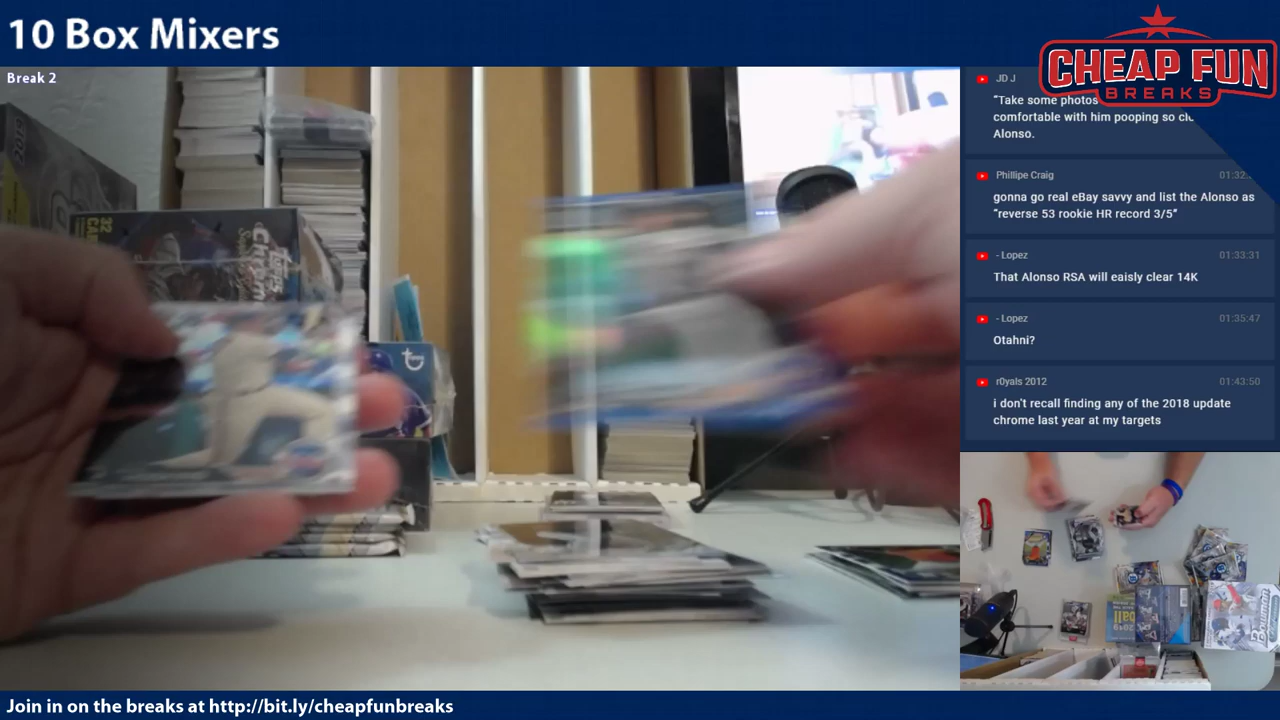 10 Box Mixers
Break 2
CHEAP FUN
BREAKS
JD J
“Take some photos
comfortable with him pooping so clo
Alonso.
Phillipe Craig
01:32:
gonna go real eBay savvy and list the Alonso as
“reverse 53 rookie HR record 3/5”
- Lopez
01:33:31
That Alonso RSA will eaisly clear 14K
- Lopez
01:35:47
Otahni?
r0yals 2012
01:43:50
i don't recall finding any of the 2018 update
chrome last year at my targets
Join in on the breaks at http://bit.ly/cheapfunbreaks